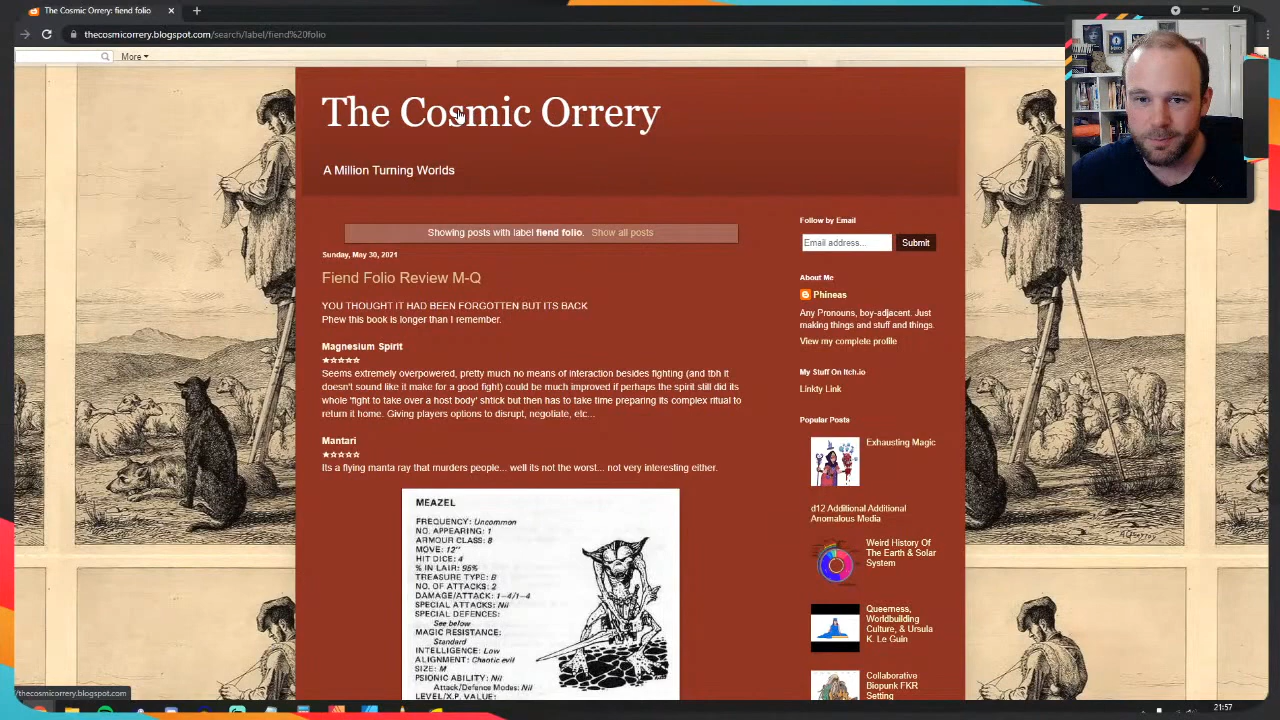 The Cosmic Orrery:
thecosmicorrery.blogspot.com/search/label/fiend%20folio
More
The Cosmic Orrery
A Million Turning Worlds
Showing posts with label fiend folio. Show all posts
Sunday, May 30, 2021
Fiend Folio Review M-Q
YOU THOUGHT IT HAD BEEN FORGOTTEN BUT ITS BACK
Phew this book is longer than I remember.
Magnesium Spirit
★☆☆☆☆
Seems extremely overpowered, pretty much no means of interaction besides fighting (and tbh it
doesn't sound like it make for a good fight) could be much improved if perhaps the spirit still did its
whole 'fight to take over a host body' shtick but then has to take time preparing its complex ritual to
return it home. Giving players options to disrupt, negotiate, etc...
Mantari
★☆☆☆☆
Its a flying manta ray that murders people... well its not the worst... not very interesting either.
MEAZEL
FREQUENCY: Uncommon
NO. APPEARING: 1
ARMOUR CLASS: 8
MOVE: 12"
HIT DICE: 4
% IN LAIR: 95%
TREASURE TYPE: B
NO. OF ATTACKS: 2
DAMAGE/ATTACK: 1-4/1-4
SPECIAL ATTACKS: Nil
SPECIAL DEFENCES:
See below
MAGIC RESISTANCE:
Standard
INTELLIGENCE: Low
ALIGNMENT: Chaotic evil
SIZE: M
PSIONIC ABILITY: Nil
Attack/Defence Modes: Nil
LEVEL/X.P. VALUE:
Follow by Email
Email address...
Submit
About Me
Phineas
Any Pronouns, boy-adjacent. Just
making things and stuff and things.
View my complete profile
My Stuff On Itch.io
Linkty Link
Popular Posts
Exhausting Magic
d12 Additional Additional
Anomalous Media
Weird History Of
The Earth & Solar
System
Queerness,
Worldbuilding
Culture, & Ursula
K. Le Guin
Collaborative
Biopunk FKR
Setting
/thecosmicorrery.blogspot.com
21:57